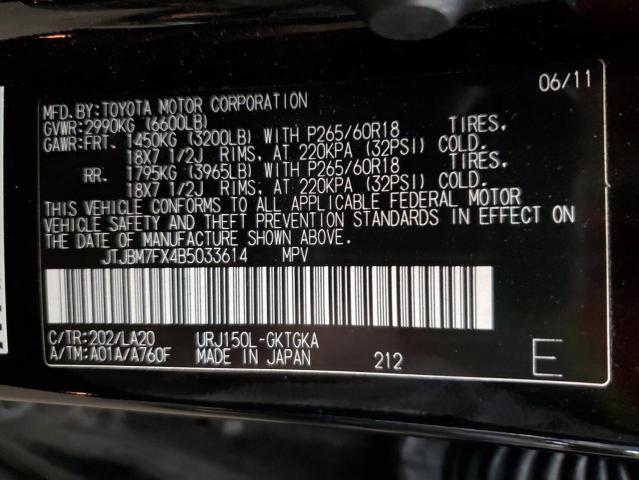 06/11
MFD.BY:TOYOTA MOTOR CORPORATION
GVWR:2990KG (6600LB)
GAWR:FRT. 1450KG (3200LB) WITH P265/60R18 TIRES,
18X7 1/2J RIMS, AT 220KPA (32PSI) COLD.
RR. 1795KG (3965LB) WITH P265/60R18 TIRES,
18X7 1/2J RIMS, AT 220KPA (32PSI) COLD.
THIS VEHICLE CONFORMS TO ALL APPLICABLE FEDERAL MOTOR
VEHICLE SAFETY AND THEFT PREVENTION STANDARDS IN EFFECT ON
THE DATE OF MANUFACTURE SHOWN ABOVE.
JTJBM7FX4B5033614 MPV
C/TR:202/LA20 URJ150L-GKTGKA
A/TM:A01A/A760F MADE IN JAPAN 212 E